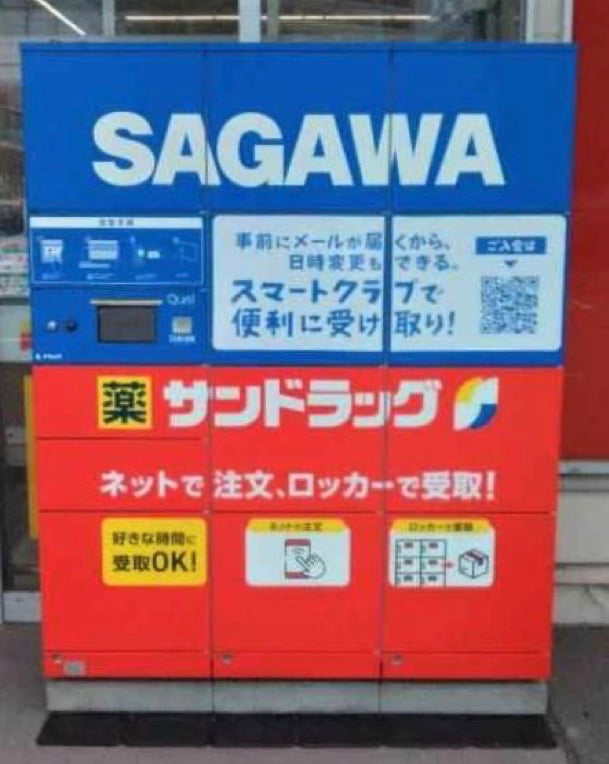 SAGAWA
事前にメールが届くから、
日時変更もできる。
スマートクラブで
便利に受け取り!
ご入会は
薬 サンドラッグ
ネットで注文、ロッカーで受取!
好きな時間に
受取OK!
ネットで注文
ロッカーで受取